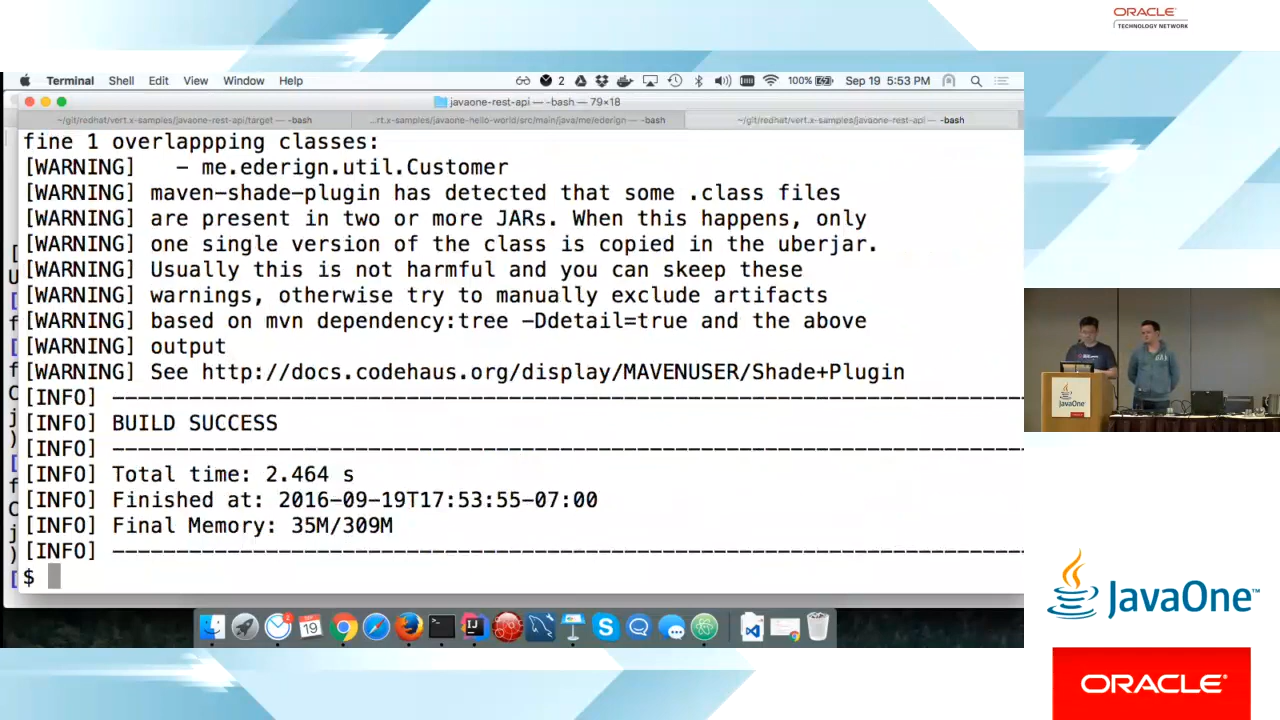 ORACLE
TECHNOLOGY NETWORK
Terminal Shell Edit View Window Help 2 100% Sep 19 5:53 PM
javaone-rest-api — -bash — 79×18
~/git/redhat/vert.x-samples/javaone-rest-api/target — -bash ...rt.x-samples/javaone-hello-world/src/main/java/me/ederign — -bash ~/git/redhat/vert.x-samples/javaone-rest-api — -bash
fine 1 overlappping classes:
[WARNING]   - me.ederign.util.Customer
[WARNING] maven-shade-plugin has detected that some .class files
[WARNING] are present in two or more JARs. When this happens, only
[WARNING] one single version of the class is copied in the uberjar.
[WARNING] Usually this is not harmful and you can skeep these
[WARNING] warnings, otherwise try to manually exclude artifacts
[WARNING] based on mvn dependency:tree -Ddetail=true and the above
[WARNING] output
[WARNING] See http://docs.codehaus.org/display/MAVENUSER/Shade+Plugin
[INFO] ------------------------------------------------------------------------
[INFO] BUILD SUCCESS
[INFO] ------------------------------------------------------------------------
[INFO] Total time: 2.464 s
[INFO] Finished at: 2016-09-19T17:53:55-07:00
[INFO] Final Memory: 35M/309M
[INFO] ------------------------------------------------------------------------
$
19
JavaOne
JavaOne™
ORACLE®